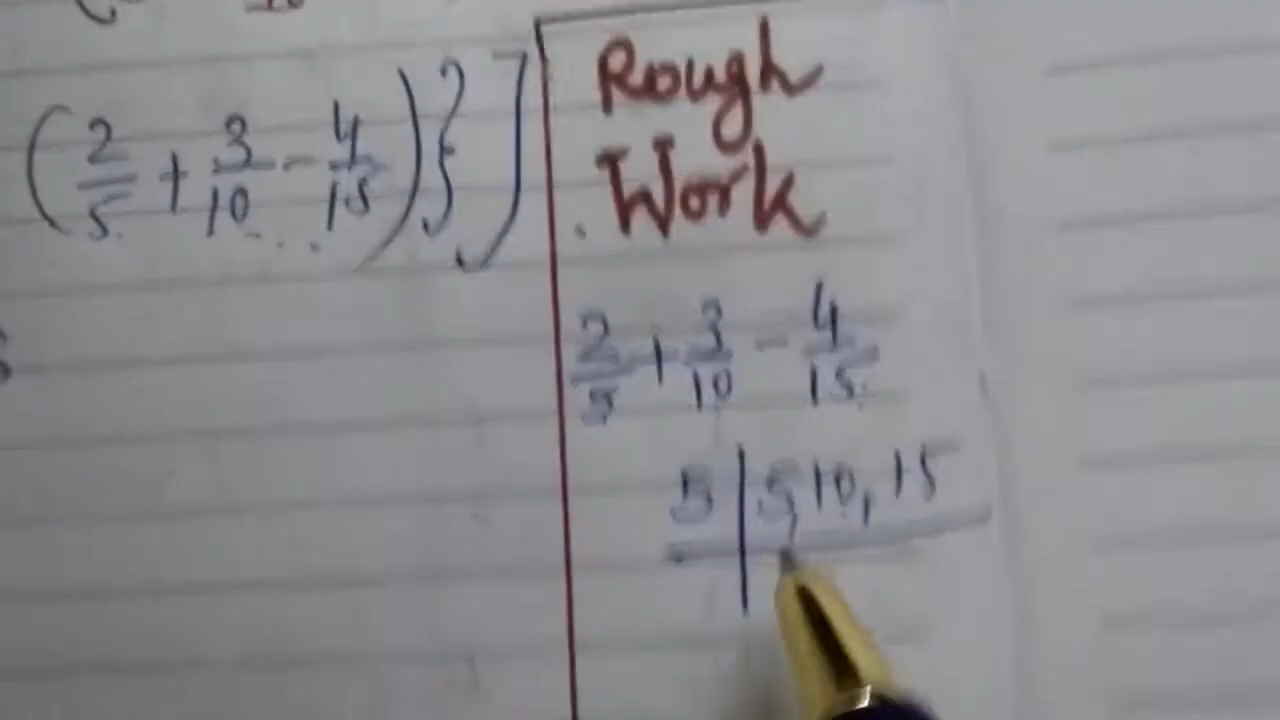 (2/5 + 3/10 - 4/15)}]
Rough
Work
2/5 + 3/10 - 4/15
5 | 5, 10, 15